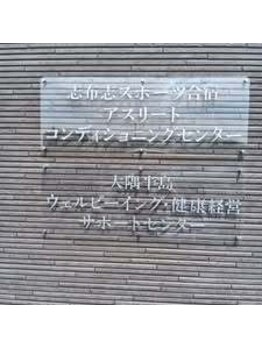 志布志スポーツ合宿
アスリート
コンディショニングセンター
大隅半島
ウェルビーイング・健康経営
サポートセンター